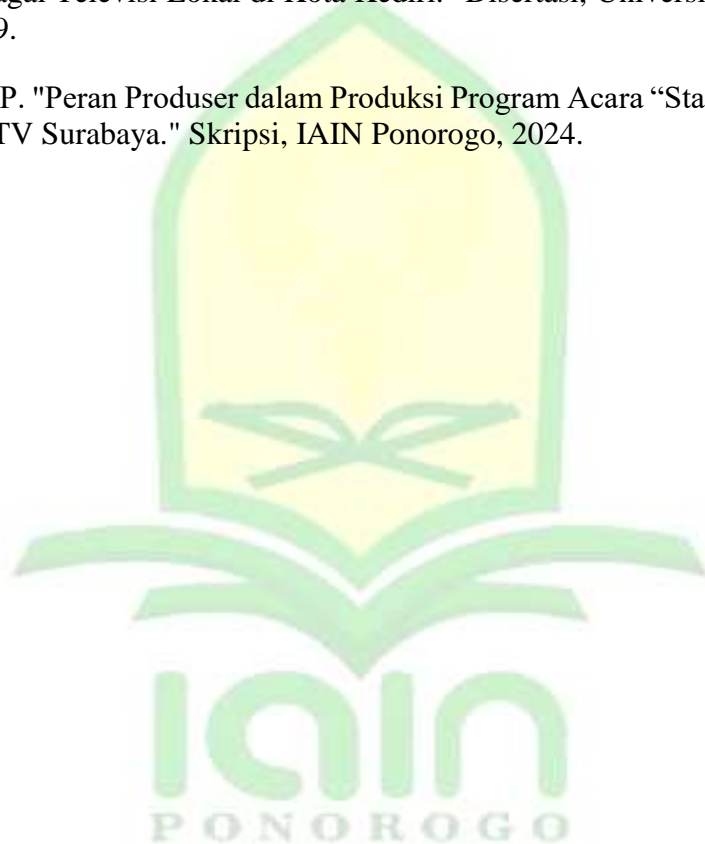 agai Televisi Lokal di Kota Kediri." Disertasi, Universi
9.
P. "Peran Produser dalam Produksi Program Acara “Sta
TV Surabaya." Skripsi, IAIN Ponorogo, 2024.
iain
PONOROGO